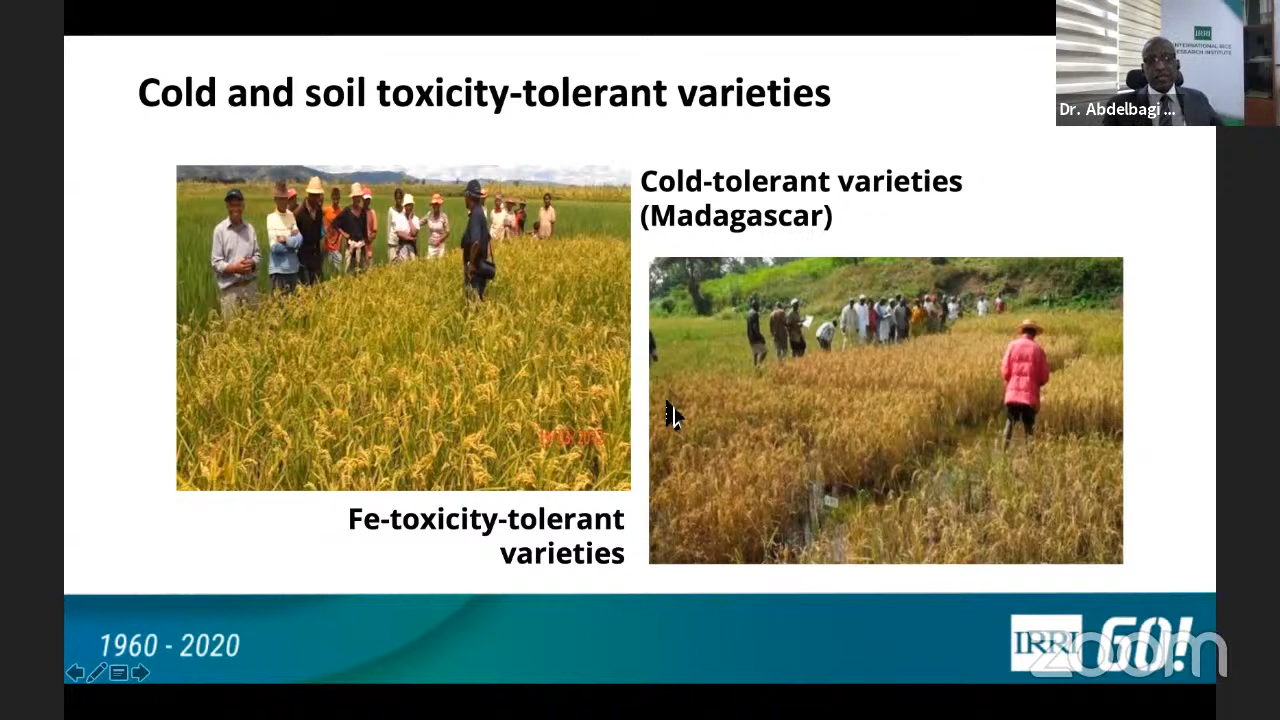 Cold and soil toxicity-tolerant varieties
IRRI
INTERNATIONAL RICE
RESEARCH INSTITUTE
Dr. Abdelbagi ...
Cold-tolerant varieties
(Madagascar)
Fe-toxicity-tolerant
varieties
1960 - 2020
IRRI GO!
zoom